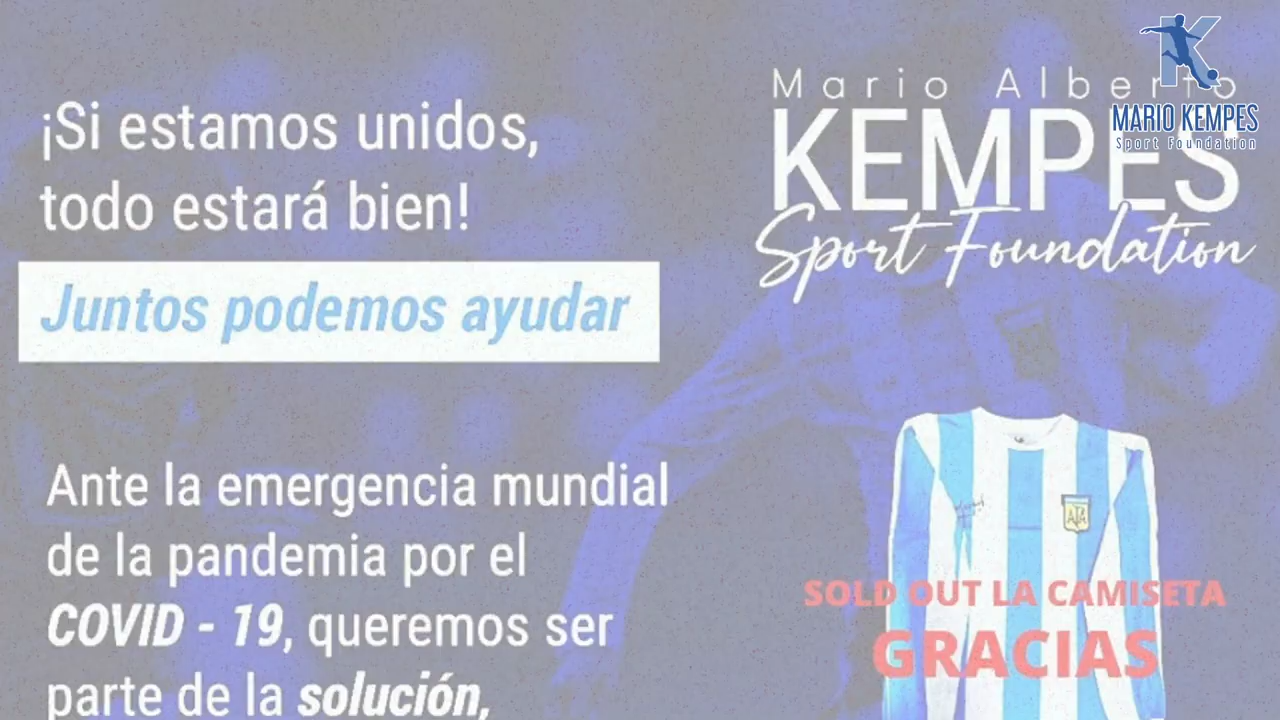 ¡Si estamos unidos,
todo estará bien!
Juntos podemos ayudar
Ante la emergencia mundial
de la pandemia por el
COVID - 19, queremos ser
parte de la solución,
Mario Alberto
KEMPES
Sport Foundation
MARIO KEMPES
Sport Foundation
SOLD OUT LA CAMISETA
GRACIAS